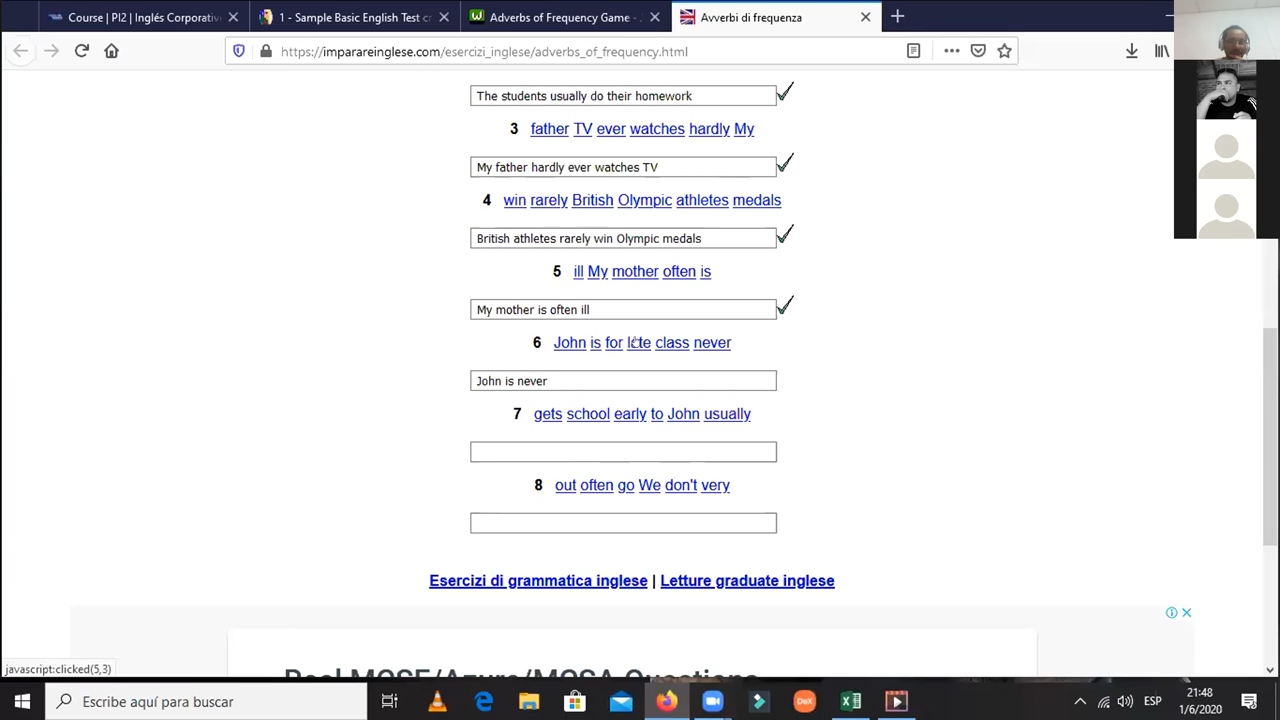 Course | PI2 | Inglés Corporativ
1 - Sample Basic English Test c
Adverbs of Frequency Game -
Avverbi di frequenza
https://imparareinglese.com/esercizi_inglese/adverbs_of_frequency.html
The students usually do their homework
3 father TV ever watches hardly My
My father hardly ever watches TV
4 win rarely British Olympic athletes medals
British athletes rarely win Olympic medals
5 ill My mother often is
My mother is often ill
6 John is for late class never
John is never
7 gets school early to John usually
8 out often go We don't very
Esercizi di grammatica inglese | Letture graduate inglese
javascript:clicked(5,3)
Escribe aquí para buscar
DeX
ESP
21:48
1/6/2020